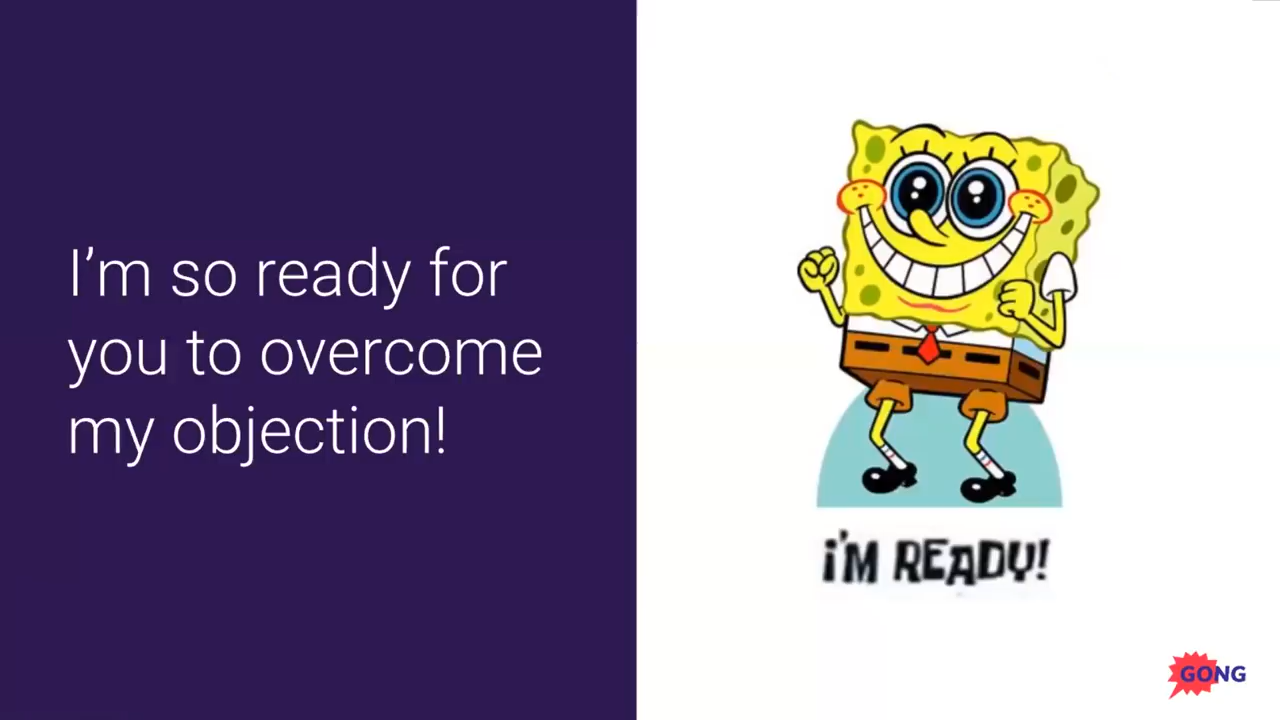 I’m so ready for
you to overcome
my objection!
i'M READY!
GONG